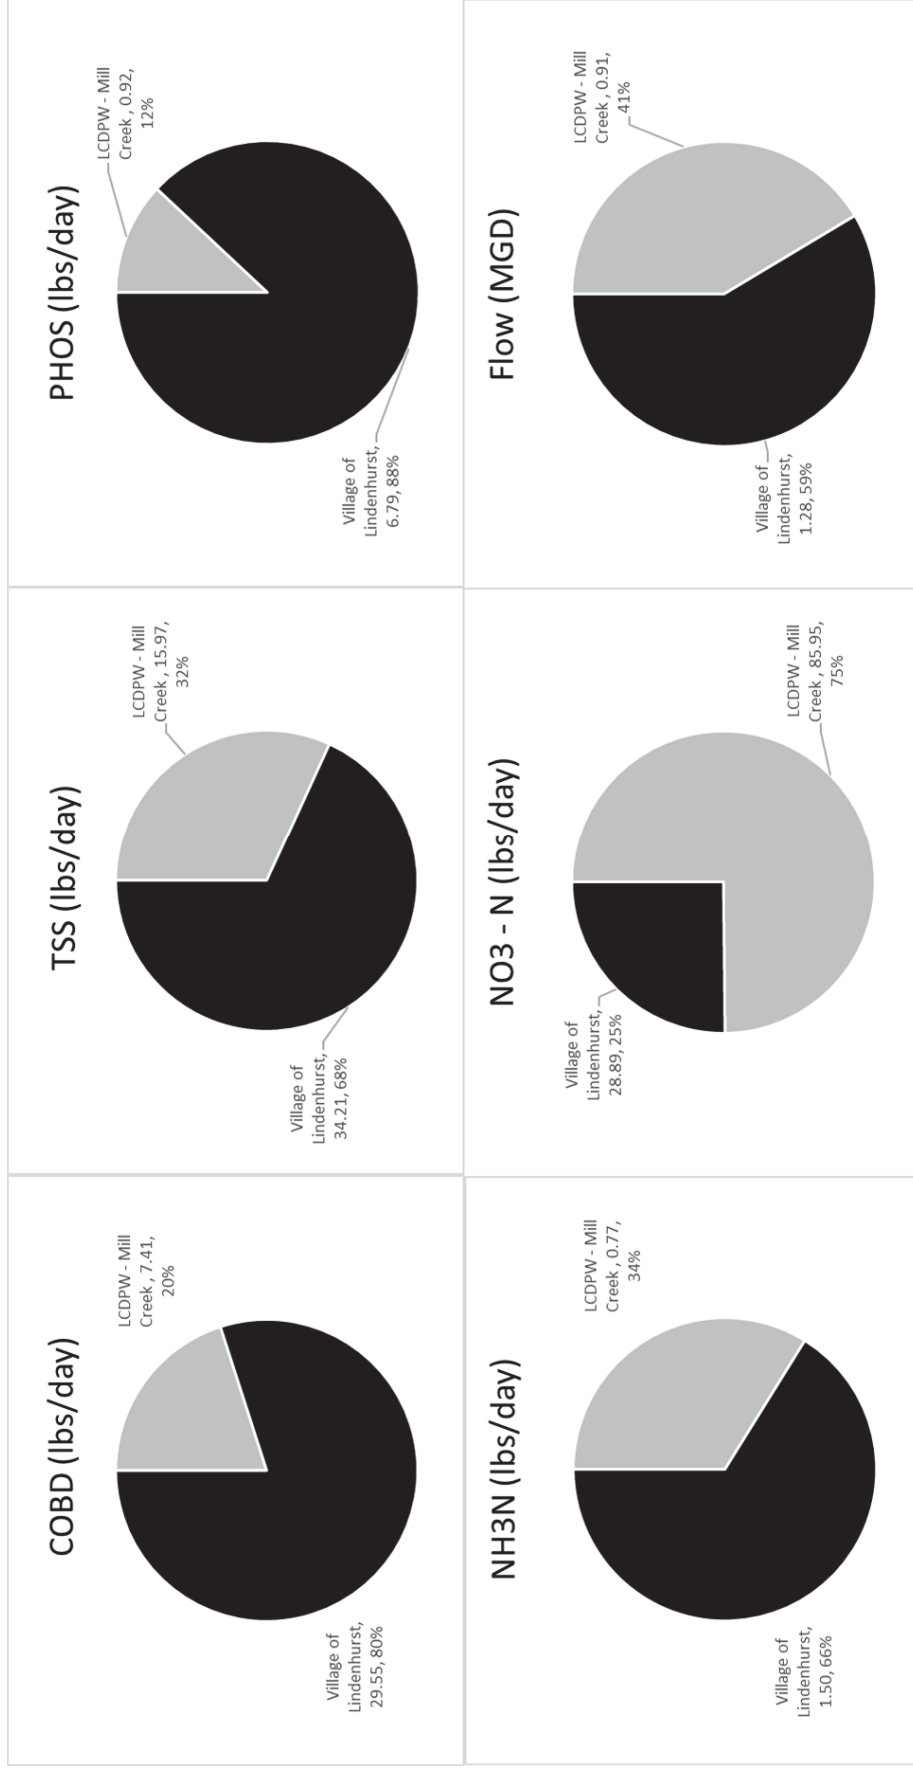 COBD (lbs/day)
LCDPW - Mill
Creek , 7.41,
20%
Village of
Lindenhurst,
29.55, 80%
TSS (lbs/day)
LCDPW - Mill
Creek , 15.97,
32%
Village of
Lindenhurst,
34.21, 68%
PHOS (lbs/day)
LCDPW - Mill
Creek , 0.92,
12%
Village of
Lindenhurst,
6.79, 88%
NH3N (lbs/day)
LCDPW - Mill
Creek , 0.77,
34%
Village of
Lindenhurst,
1.50, 66%
NO3 - N (lbs/day)
Village of
Lindenhurst,
28.89, 25%
LCDPW - Mill
Creek , 85.95,
75%
Flow (MGD)
LCDPW - Mill
Creek , 0.91,
41%
Village of
Lindenhurst,
1.28, 59%